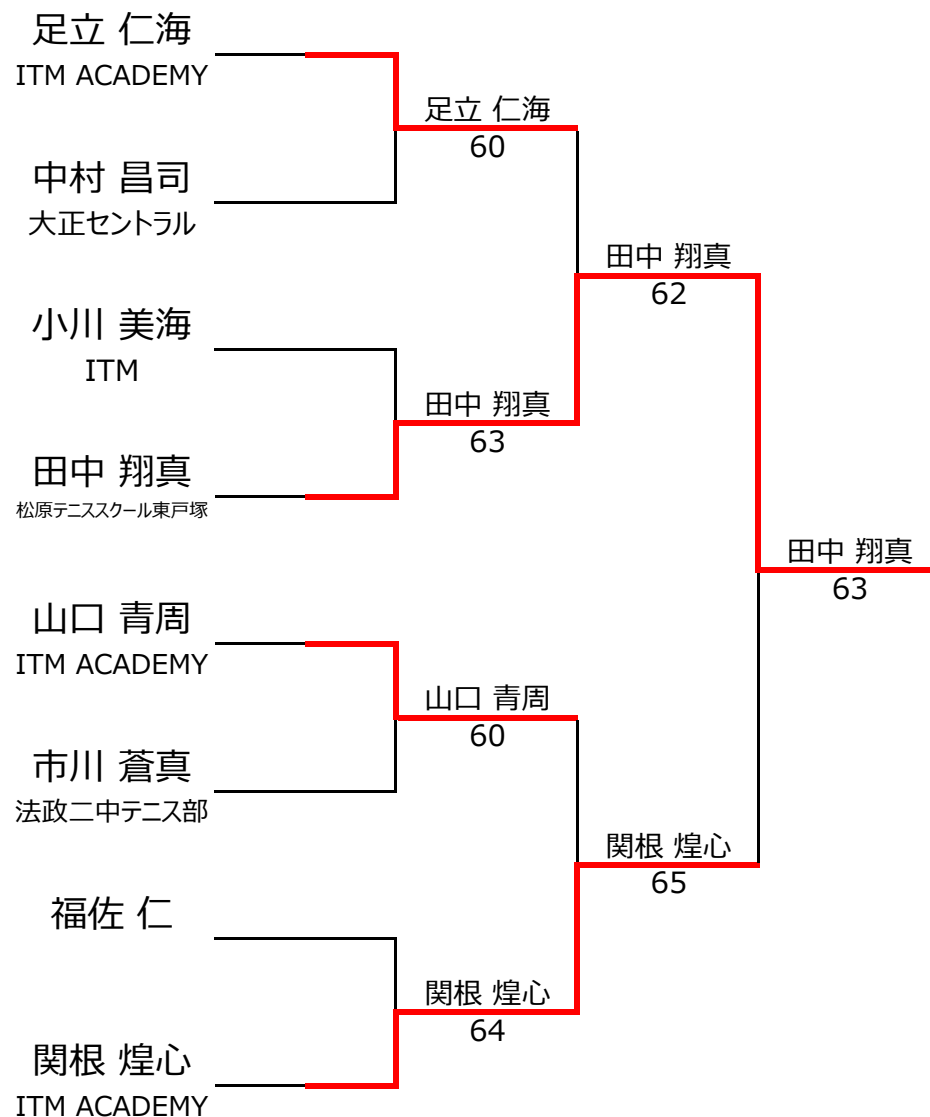 足立 仁海
ITM ACADEMY
中村 昌司
大正セントラル
小川 美海
ITM
田中 翔真
松原テニススクール東戸塚
山口 青周
ITM ACADEMY
市川 蒼真
法政二中テニス部
福佐 仁
関根 煌心
ITM ACADEMY
足立 仁海
60
田中 翔真
63
山口 青周
60
関根 煌心
64
田中 翔真
62
関根 煌心
65
田中 翔真
63